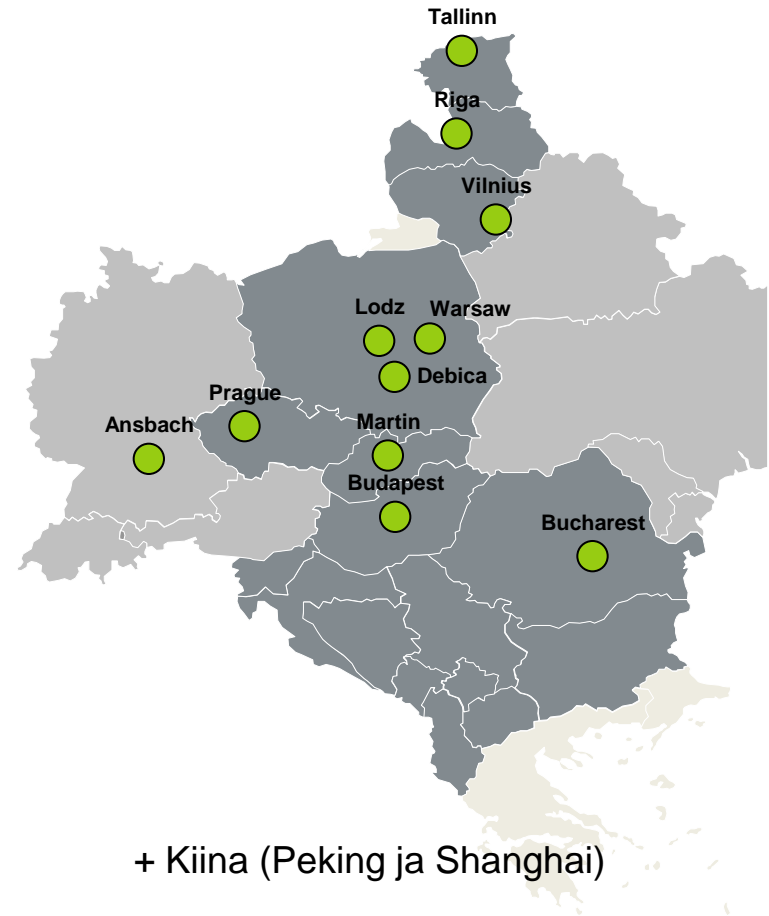 Tallinn
Riga
Vilnius
Lodz
Warsaw
Debica
Prague
Martin
Ansbach
Budapest
Bucharest
+ Kiina (Peking ja Shanghai)